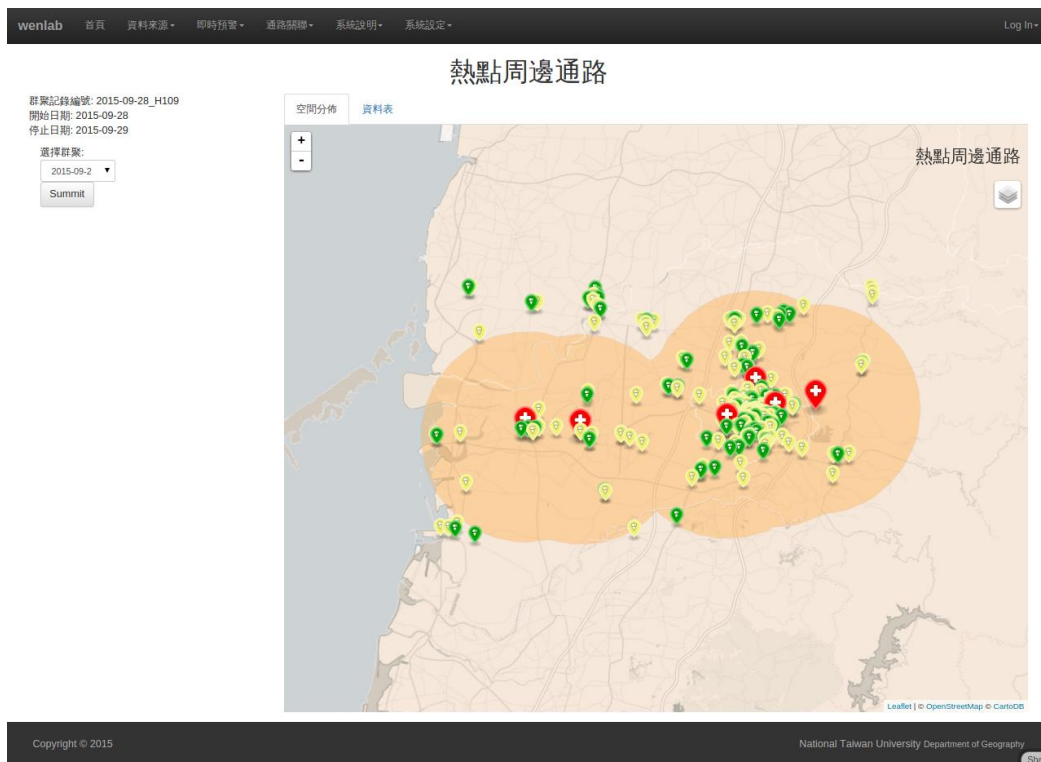 wenlab 首頁 資料來源 即時預警 通路關聯 系統說明 系統設定 Log In
熱點周邊通路
群聚記錄編號: 2015-09-28_H109
開始日期: 2015-09-28
停止日期: 2015-09-29
選擇群聚:
2015-09-2
Summit
空間分佈 資料表
+
-
熱點周邊通路
Leaflet | © OpenStreetMap © CartoDB
Copyright © 2015
National Taiwan University Department of Geography